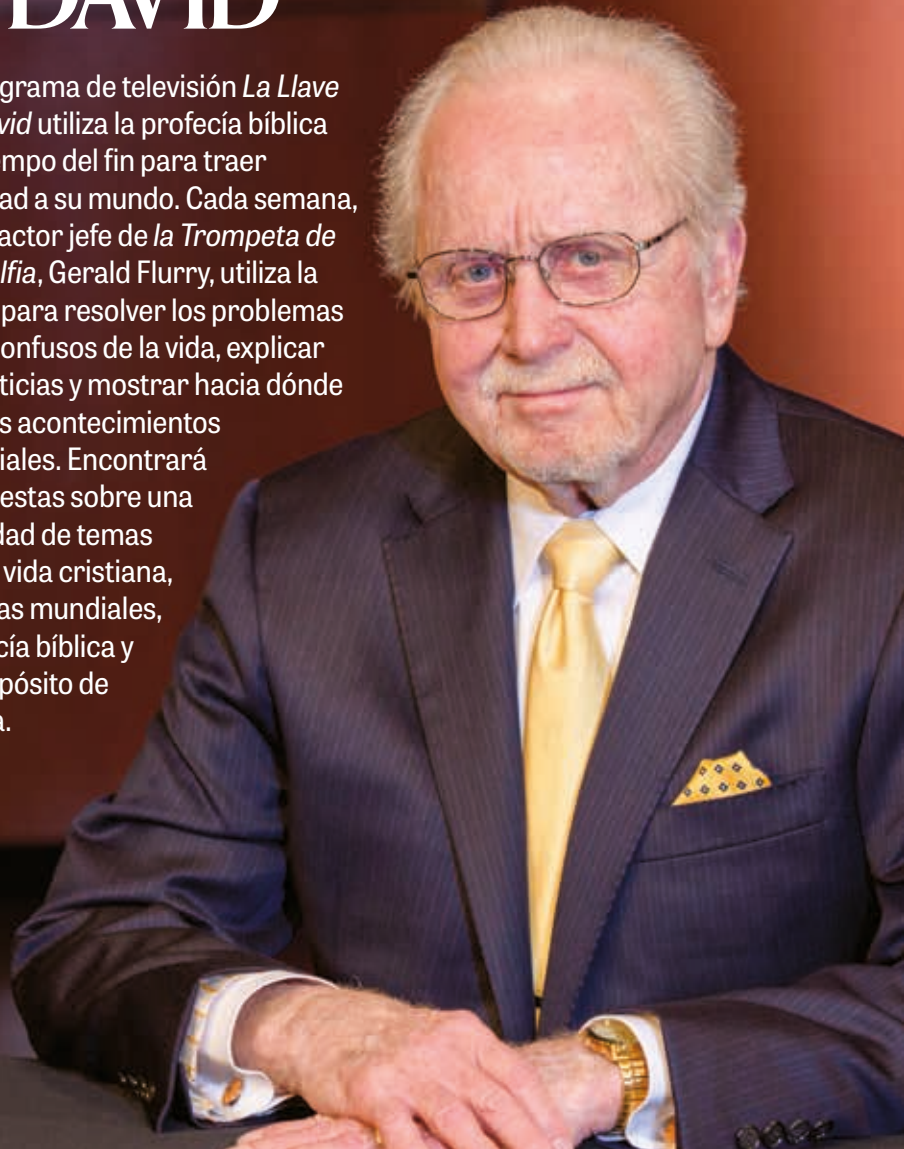 DAVID
grama de televisión La Llave
vid utiliza la profecía bíblica
empo del fin para traer
ad a su mundo. Cada semana,
actor jefe de la Trompeta de
lfia, Gerald Flurry, utiliza la
para resolver los problemas
onfusos de la vida, explicar
ticias y mostrar hacia dónde
s acontecimientos
iales. Encontrará
estas sobre una
dad de temas
vida cristiana,
as mundiales,
cía bíblica y
pósito de
a.